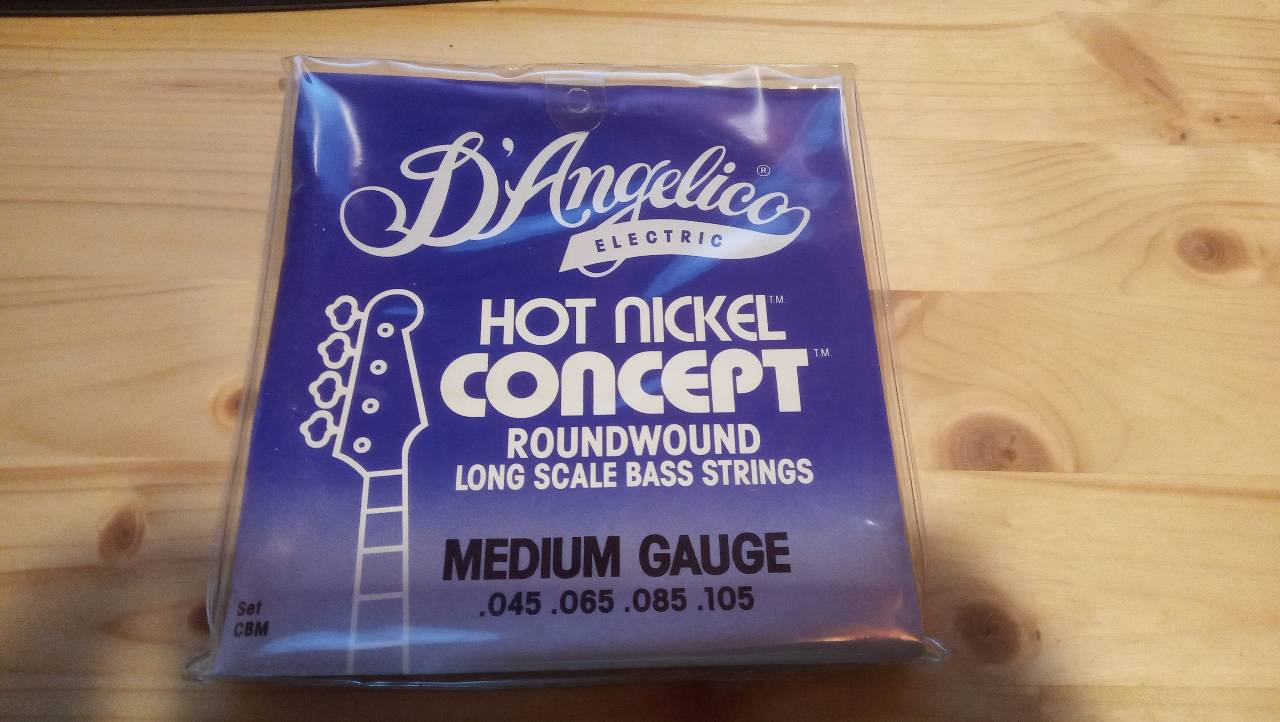 D'Angelico®
ELECTRIC
HOT NICKEL™
CONCEPT™
ROUNDWOUND
LONG SCALE BASS STRINGS
MEDIUM GAUGE
.045 .065 .085 .105
Set
CBM